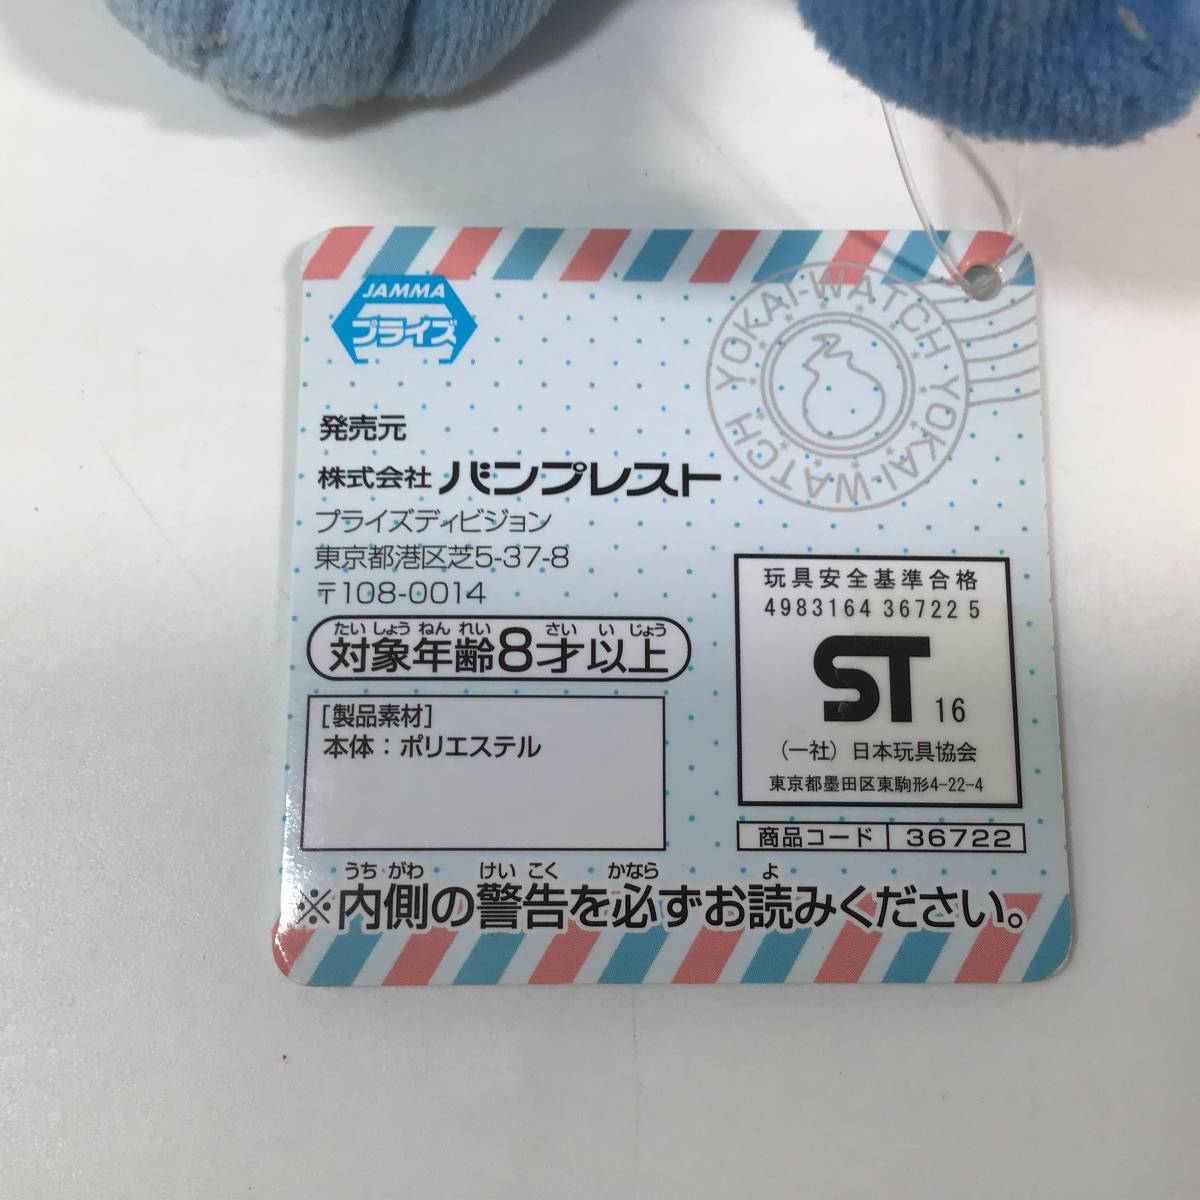 JAMMA
プライズ
YOKAI-WATCH YOKAI-WATCH
発売元
株式会社 バンプレスト
プライズディビジョン
東京都港区芝5-37-8
〒108-0014
たいしょうねんれい さいいじょう
対象年齢8才以上
[製品素材]
本体：ポリエステル
玩具安全基準合格
4983164 36722 5
ST 16
(一社) 日本玩具協会
東京都墨田区東駒形4-22-4
商品コード 36722
うちがわ けいこく かなら よ
※内側の警告を必ずお読みください。